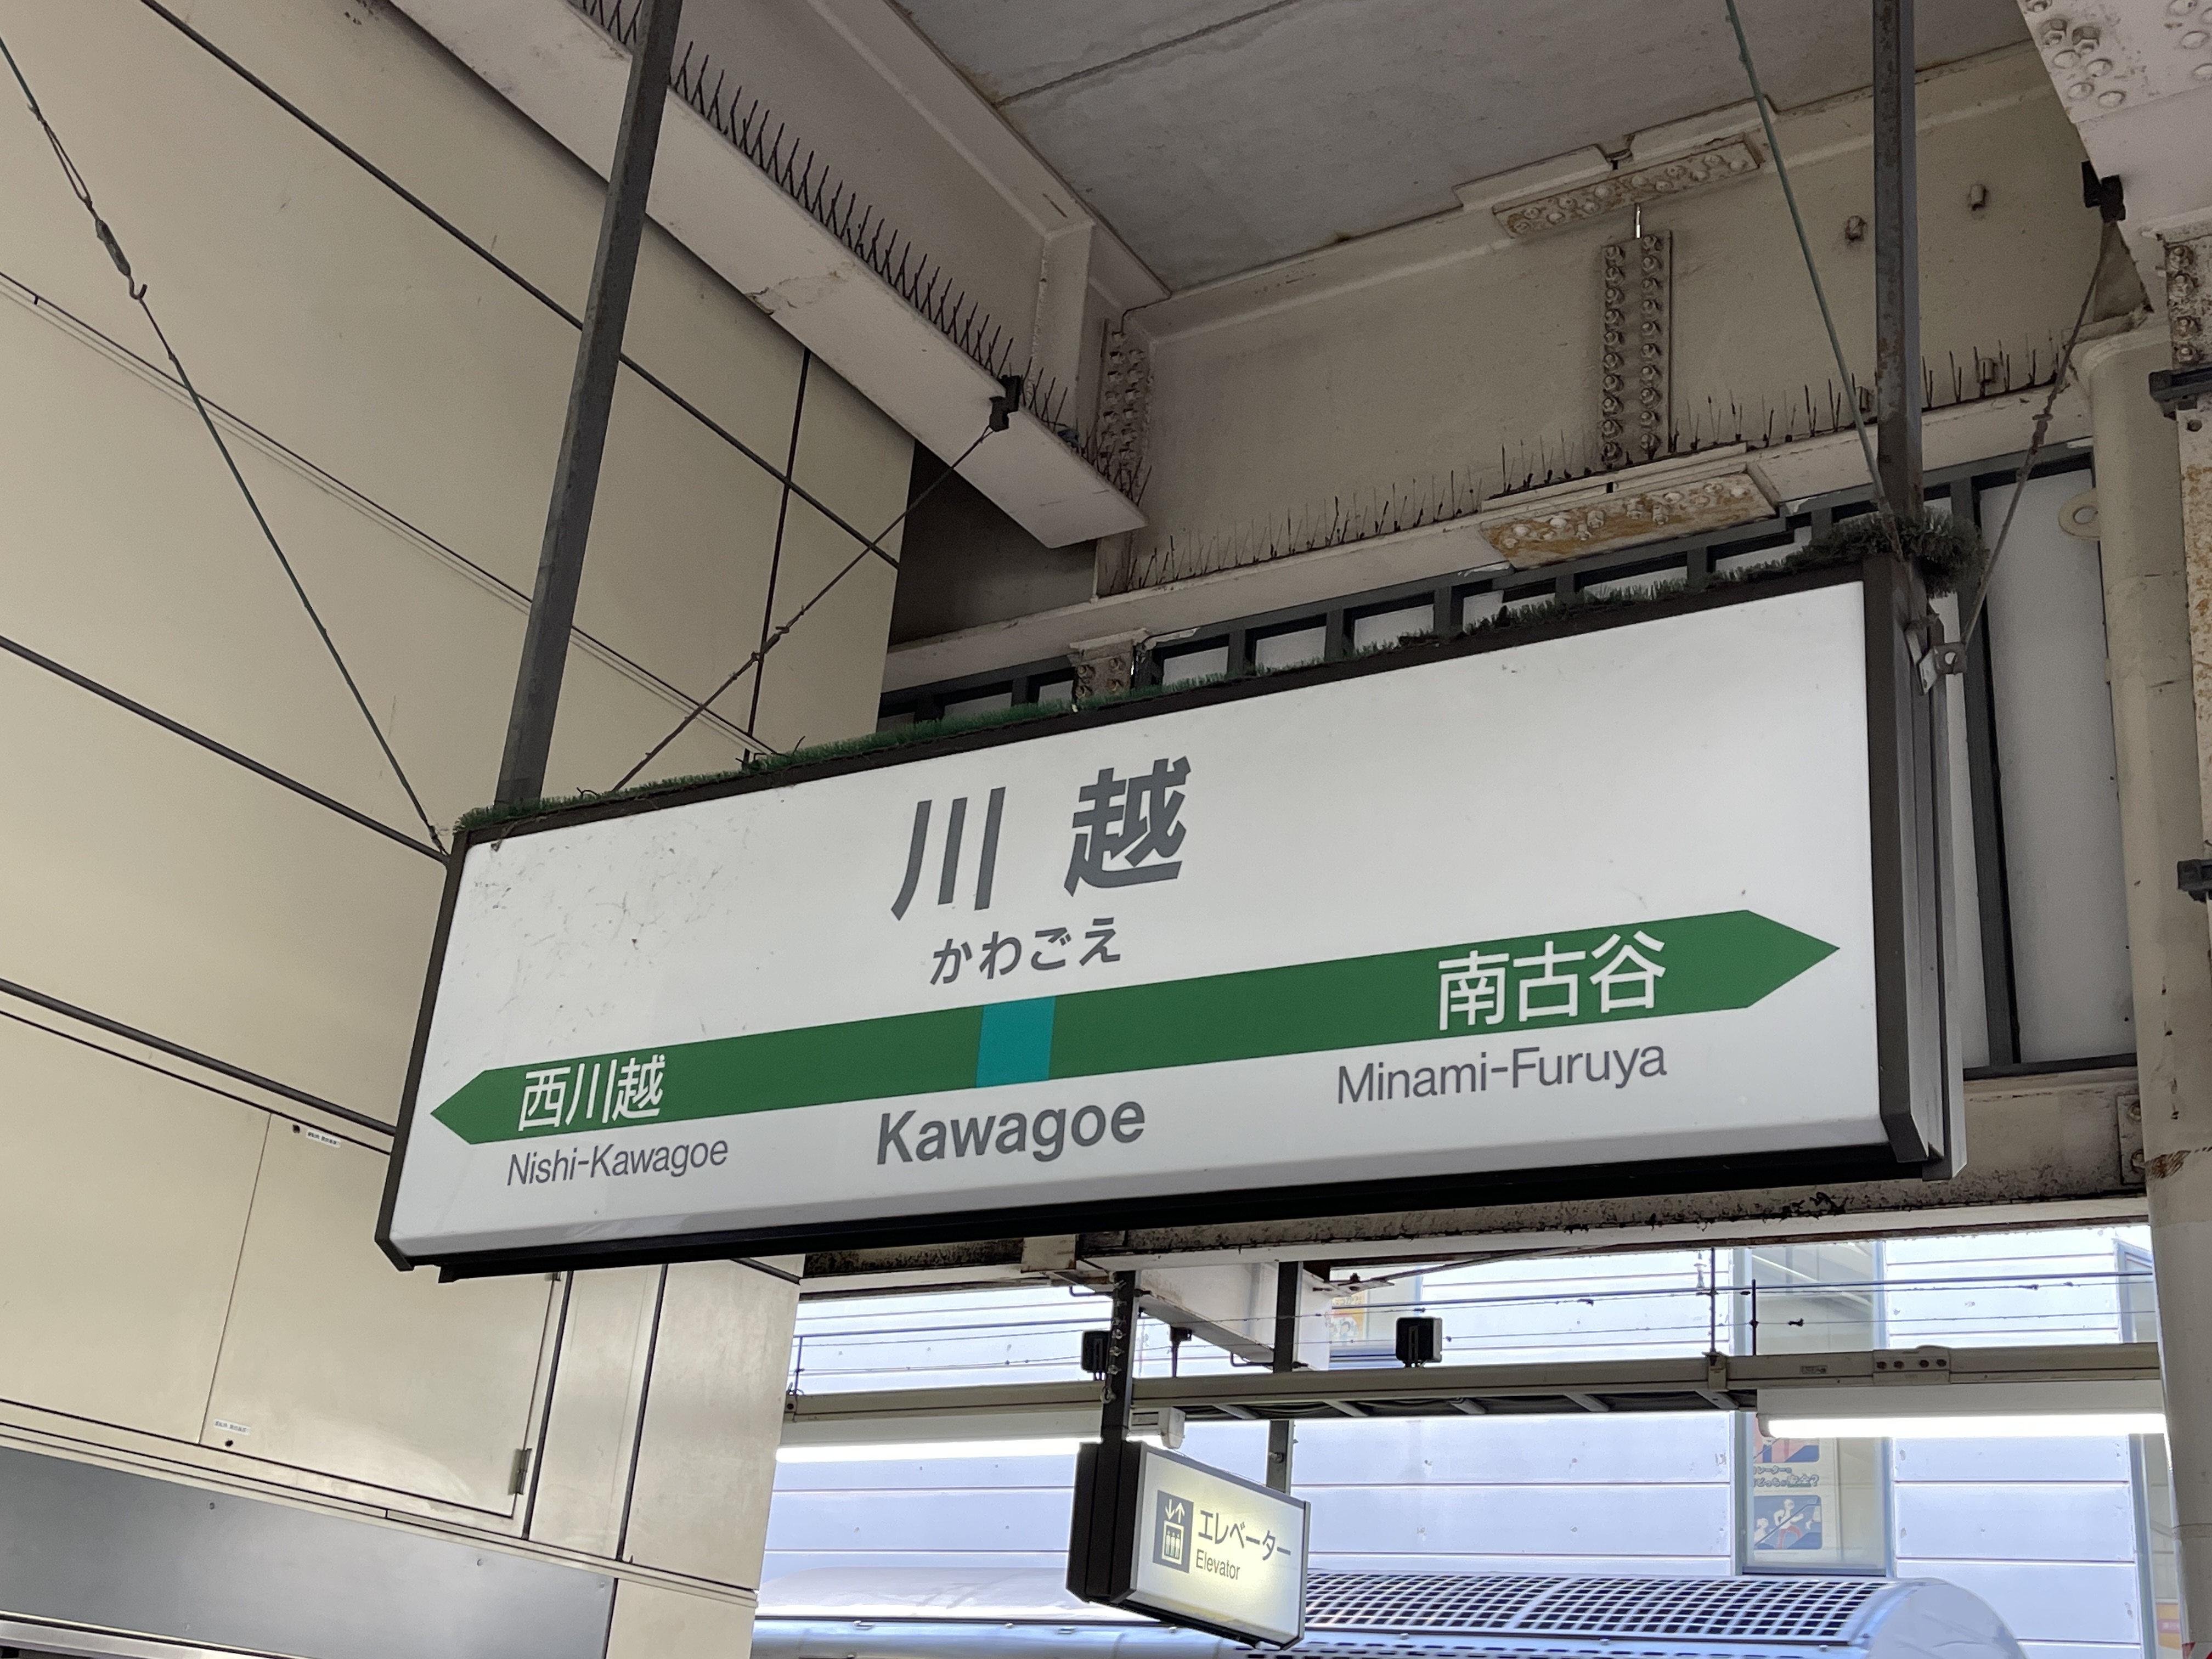 川越
かわごえ
西川越
南古谷
Nishi-Kawagoe
Kawagoe
Minami-Furuya
エレベーター
Elevator